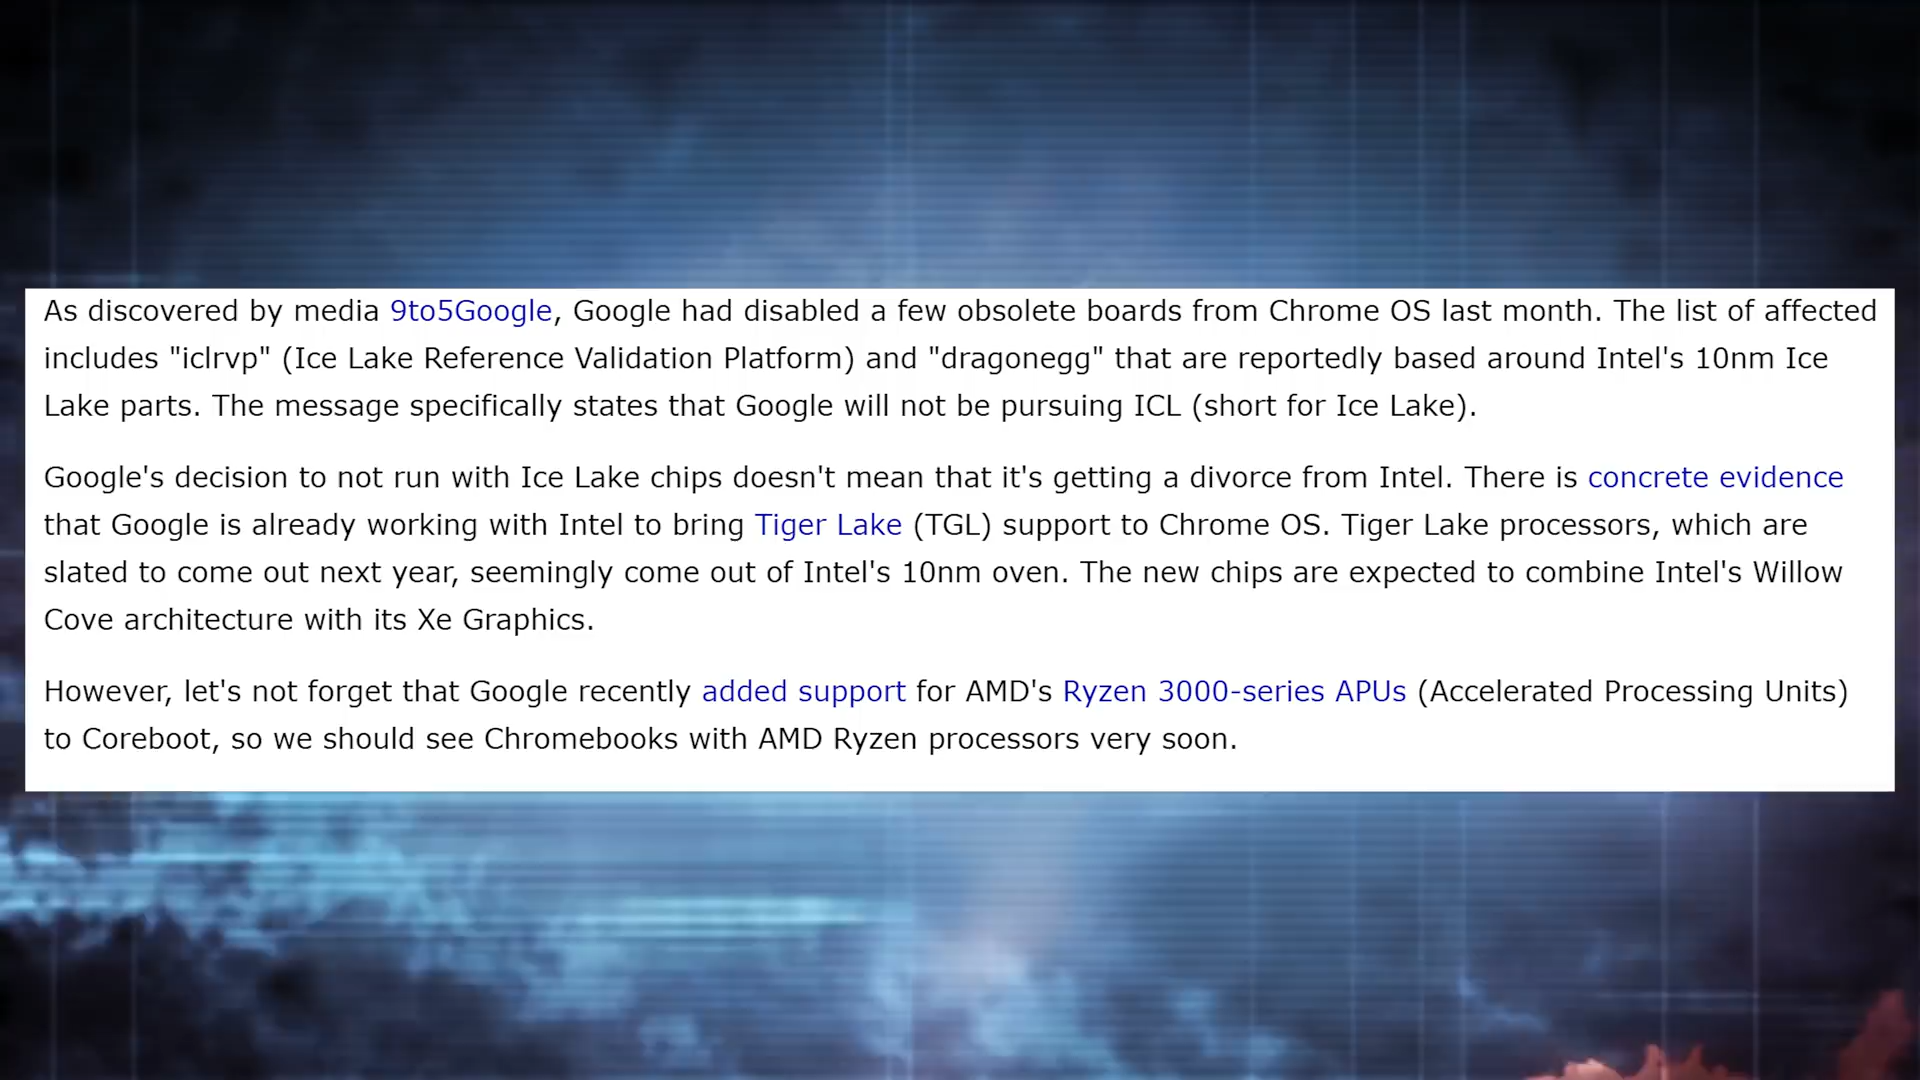 As discovered by media 9to5Google, Google had disabled a few obsolete boards from Chrome OS last month. The list of affected
includes "iclrvp" (Ice Lake Reference Validation Platform) and "dragonegg" that are reportedly based around Intel's 10nm Ice
Lake parts. The message specifically states that Google will not be pursuing ICL (short for Ice Lake).
Google's decision to not run with Ice Lake chips doesn't mean that it's getting a divorce from Intel. There is concrete evidence
that Google is already working with Intel to bring Tiger Lake (TGL) support to Chrome OS. Tiger Lake processors, which are
slated to come out next year, seemingly come out of Intel's 10nm oven. The new chips are expected to combine Intel's Willow
Cove architecture with its Xe Graphics.
However, let's not forget that Google recently added support for AMD's Ryzen 3000-series APUs (Accelerated Processing Units)
to Coreboot, so we should see Chromebooks with AMD Ryzen processors very soon.